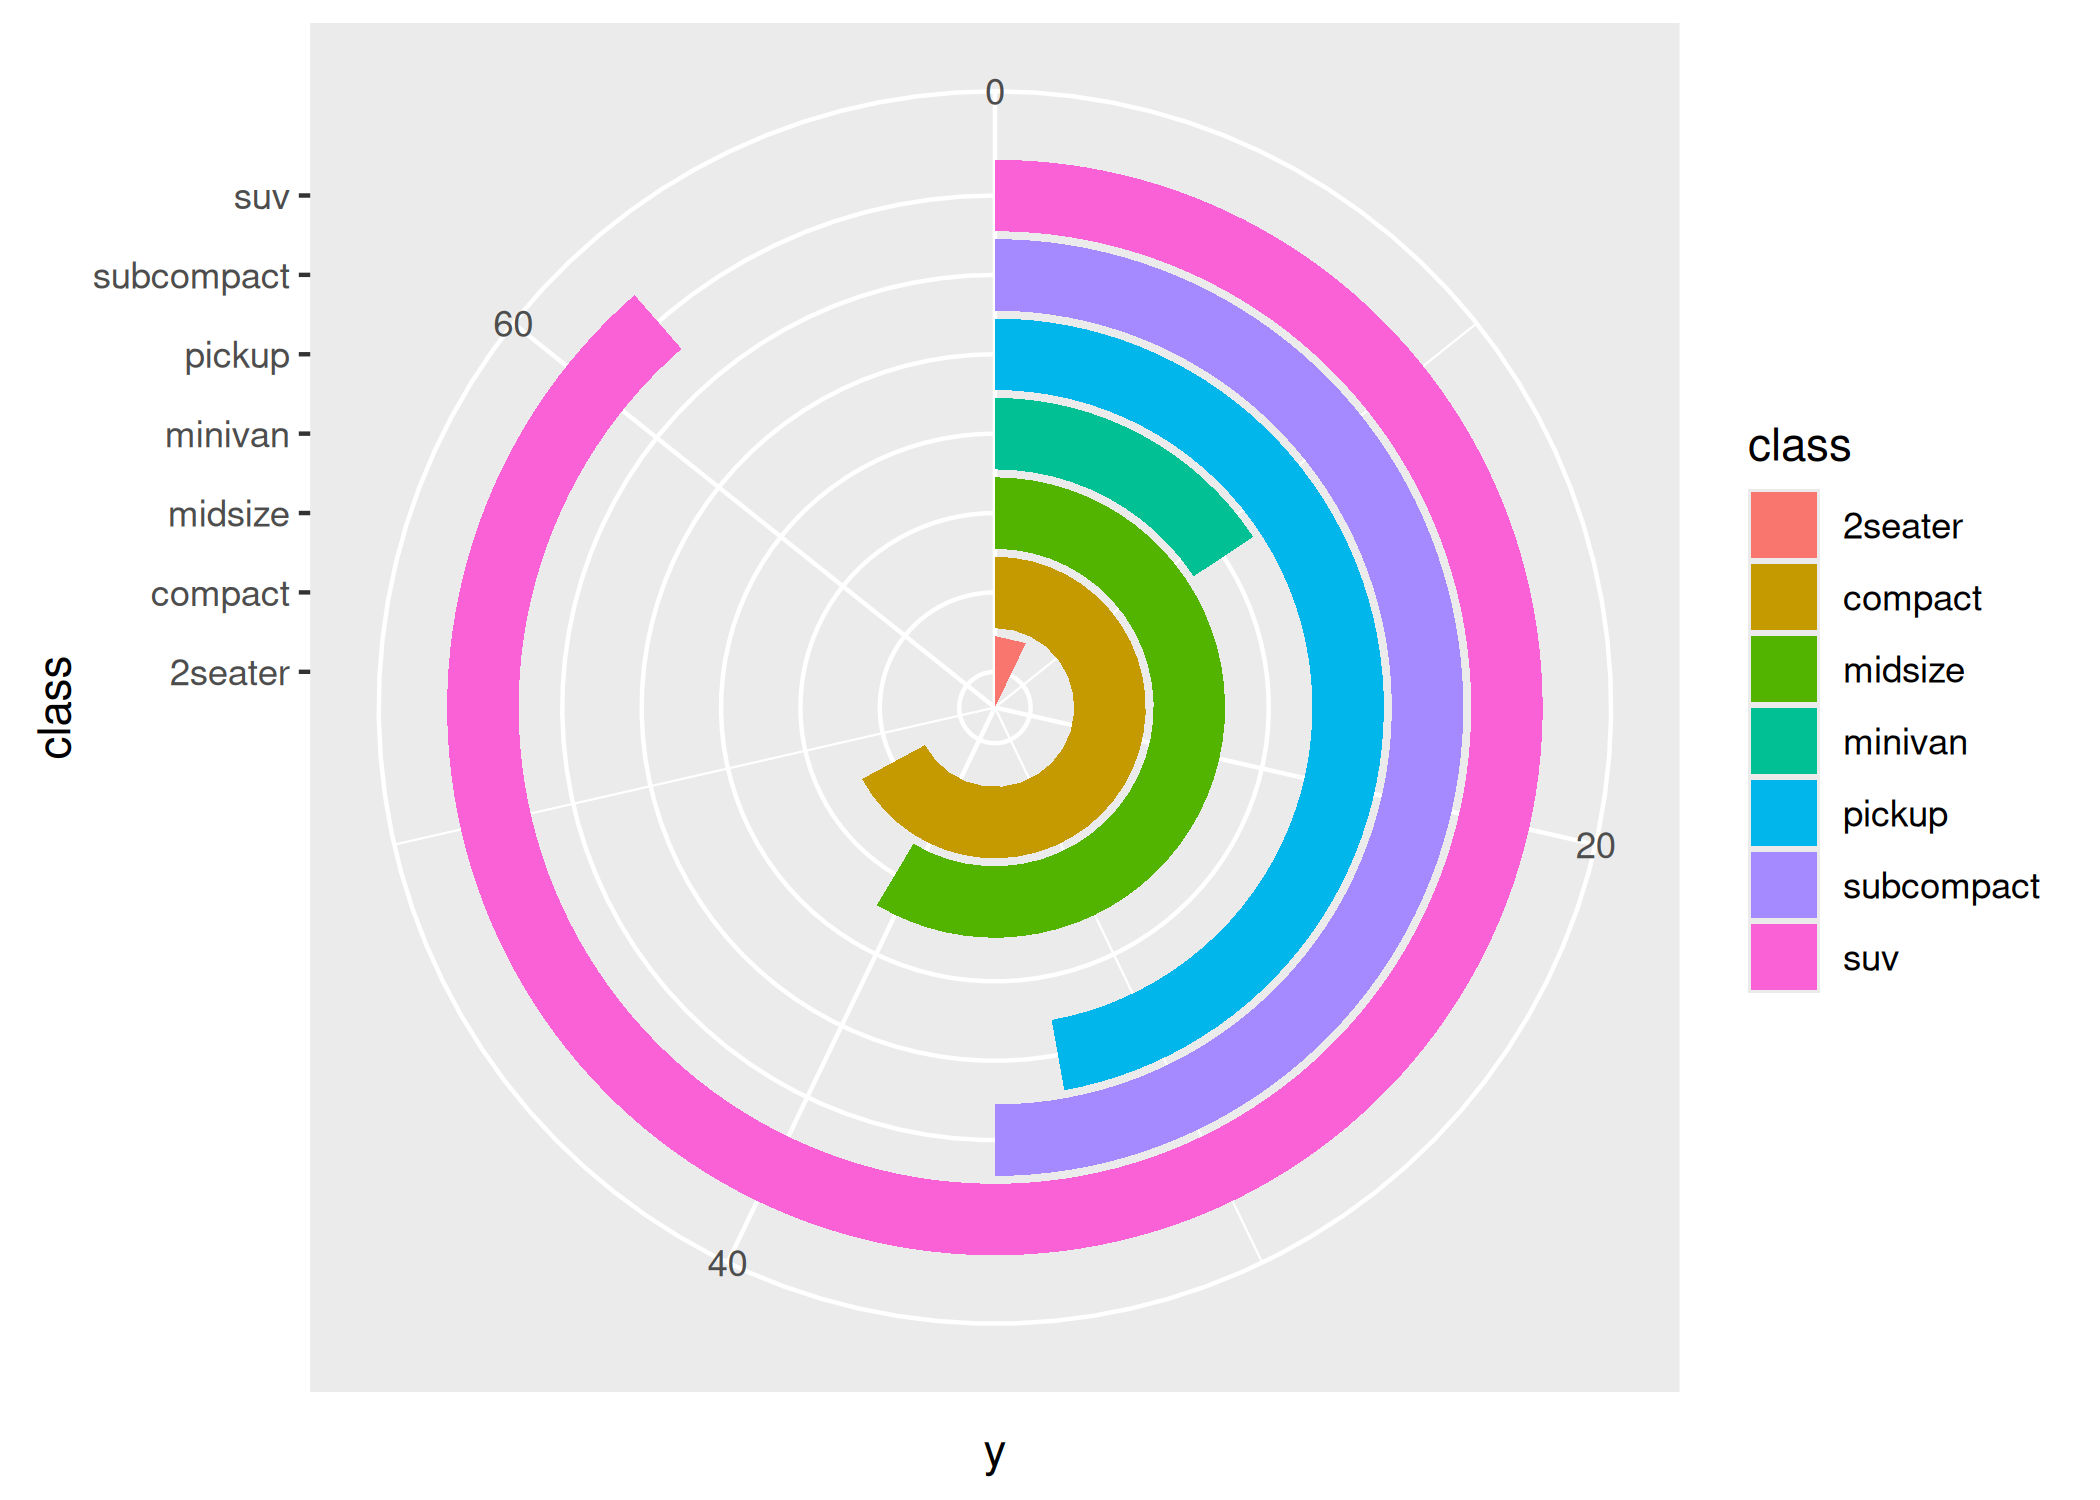 0
suv
subcompact
60
pickup
minivan
midsize
compact
2seater
20
40
class
y
class
2seater
compact
midsize
minivan
pickup
subcompact
suv